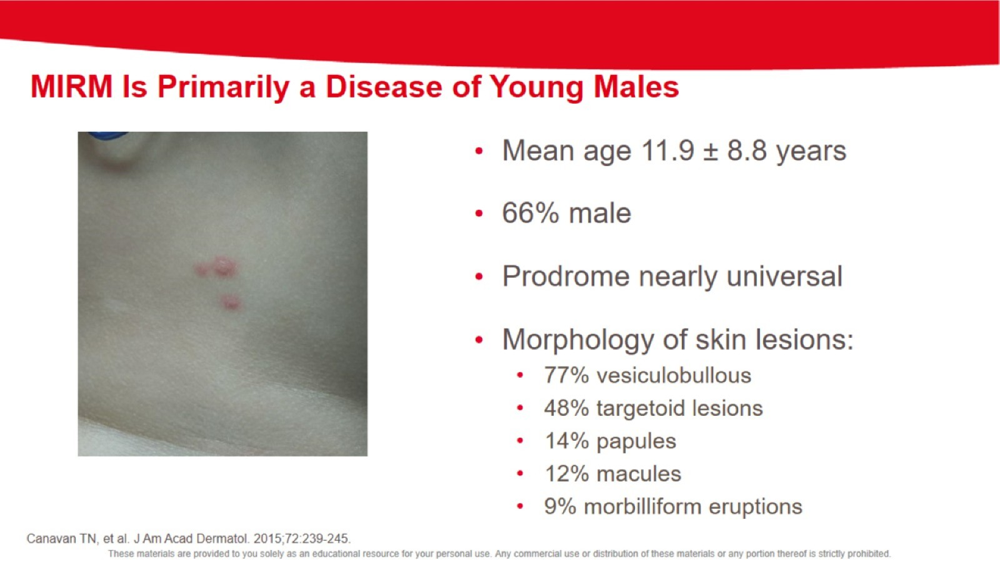 MIRM Is Primarily a Disease of Young Males
• Mean age 11.9 ± 8.8 years
• 66% male
• Prodrome nearly universal
• Morphology of skin lesions:
• 77% vesiculobullous
• 48% targetoid lesions
• 14% papules
• 12% macules
• 9% morbilliform eruptions
Canavan TN, et al. J Am Acad Dermatol. 2015;72:239-245.
These materials are provided to you solely as an educational resource for your personal use. Any commercial use or distribution of these materials or any portion thereof is strictly prohibited.